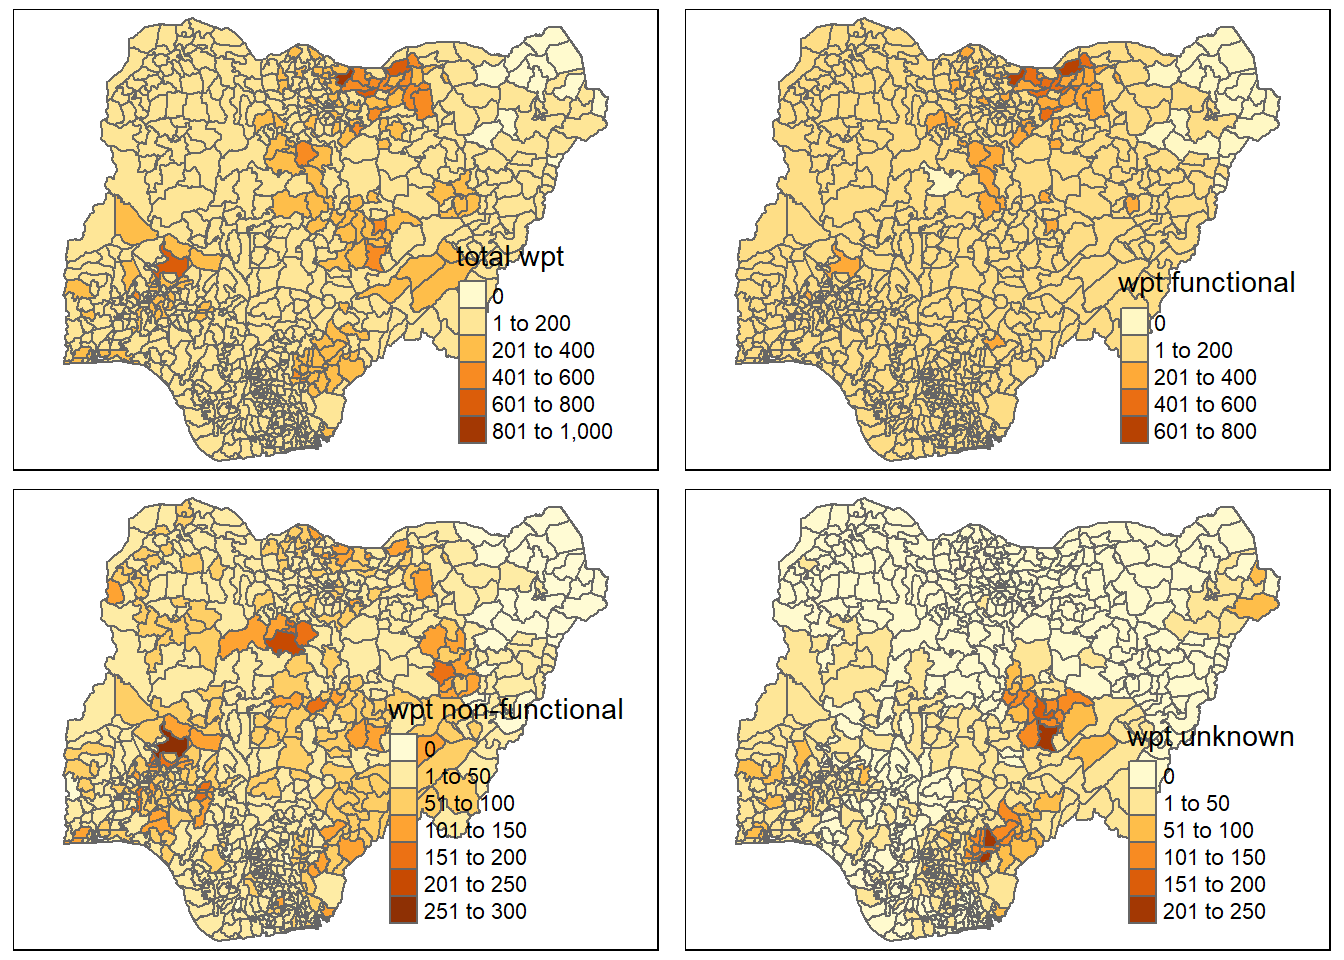 total wpt
0
1 to 200
201 to 400
401 to 600
601 to 800
801 to 1,000
wpt functional
0
1 to 200
201 to 400
401 to 600
601 to 800
wpt non-functional
0
1 to 50
51 to 100
101 to 150
151 to 200
201 to 250
251 to 300
wpt unknown
0
1 to 50
51 to 100
101 to 150
151 to 200
201 to 250